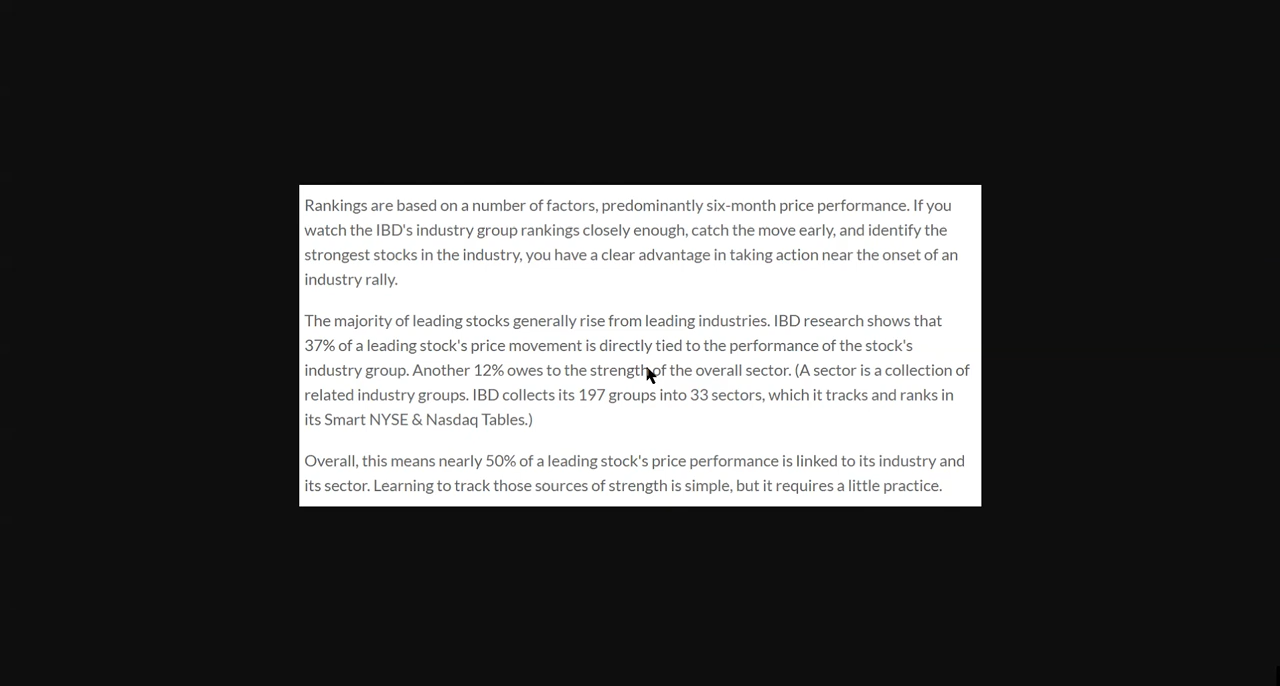 Rankings are based on a number of factors, predominantly six-month price performance. If you
watch the IBD's industry group rankings closely enough, catch the move early, and identify the
strongest stocks in the industry, you have a clear advantage in taking action near the onset of an
industry rally.
The majority of leading stocks generally rise from leading industries. IBD research shows that
37% of a leading stock's price movement is directly tied to the performance of the stock's
industry group. Another 12% owes to the strength of the overall sector. (A sector is a collection of
related industry groups. IBD collects its 197 groups into 33 sectors, which it tracks and ranks in
its Smart NYSE & Nasdaq Tables.)
Overall, this means nearly 50% of a leading stock's price performance is linked to its industry and
its sector. Learning to track those sources of strength is simple, but it requires a little practice.